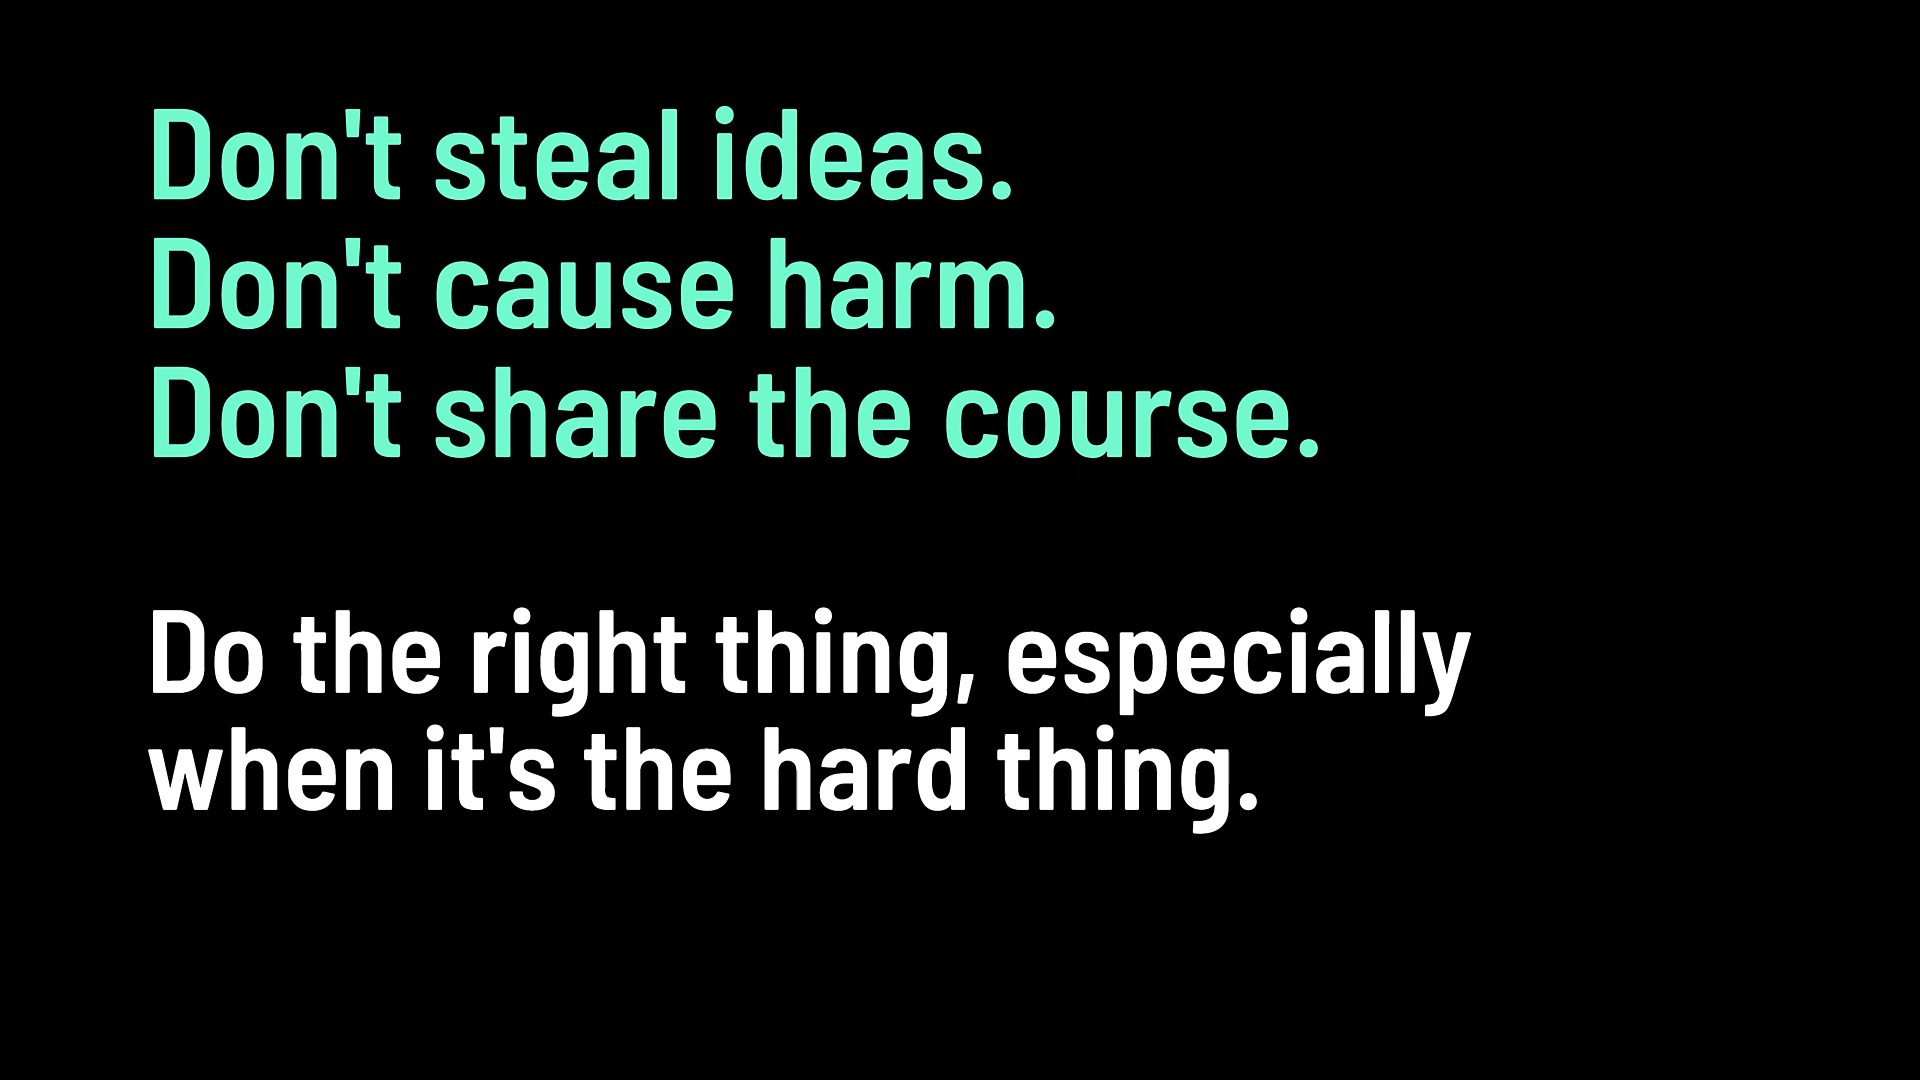 Don't steal ideas.
Don't cause harm.
Don't share the course.
Do the right thing, especially
when it's the hard thing.